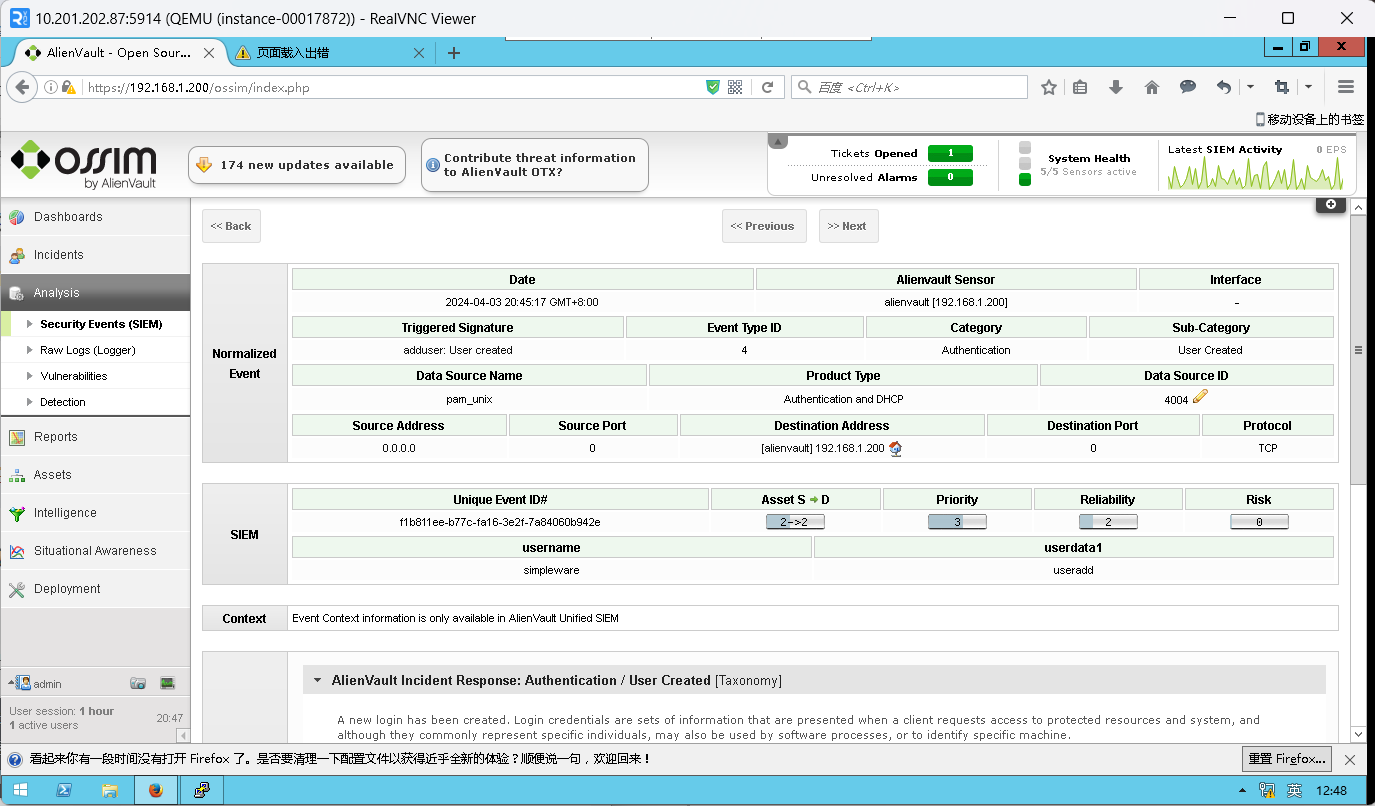 10.201.202.87:5914 (QEMU (instance-00017872)) - RealVNC Viewer
AlienVault - Open Sour...
页面载入出错
https://192.168.1.200/ossim/index.php
百度 <Ctrl+K>
移动设备上的书签
OSSIM
by AlienVault
174 new updates available
Contribute threat information
to AlienVault OTX?
Tickets Opened 1
Unresolved Alarms 0
System Health
5/5 Sensors active
Latest SIEM Activity 0 EPS
Dashboards
Incidents
Analysis
Security Events (SIEM)
Raw Logs (Logger)
Vulnerabilities
Detection
Reports
Assets
Intelligence
Situational Awareness
Deployment
admin
User session: 1 hour
1 active users
20:47
<< Back
<< Previous
>> Next
Normalized
Event
Date Alienvault Sensor Interface
2024-04-03 20:45:17 GMT+8:00 alienvault [192.168.1.200] -
Triggered Signature Event Type ID Category Sub-Category
adduser: User created 4 Authentication User Created
Data Source Name Product Type Data Source ID
pam_unix Authentication and DHCP 4004
Source Address Source Port Destination Address Destination Port Protocol
0.0.0.0 0 [alienvault] 192.168.1.200 0 TCP
SIEM
Unique Event ID# Asset S D Priority Reliability Risk
f1b811ee-b77c-fa16-3e2f-7a84060b942e 2->2 3 2 0
username userdata1
simpleware useradd
Context
Event Context information is only available in AlienVault Unified SIEM
AlienVault Incident Response: Authentication / User Created [Taxonomy]
A new login has been created. Login credentials are sets of information that are presented when a client requests access to protected resources and system, and
although they commonly represent specific individuals, may also be used by software processes, or to identify specific machine.
看起来你有一段时间没有打开 Firefox 了。是否要清理一下配置文件以获得近乎全新的体验？顺便说一句，欢迎回来！
重置 Firefox...
英
12:48